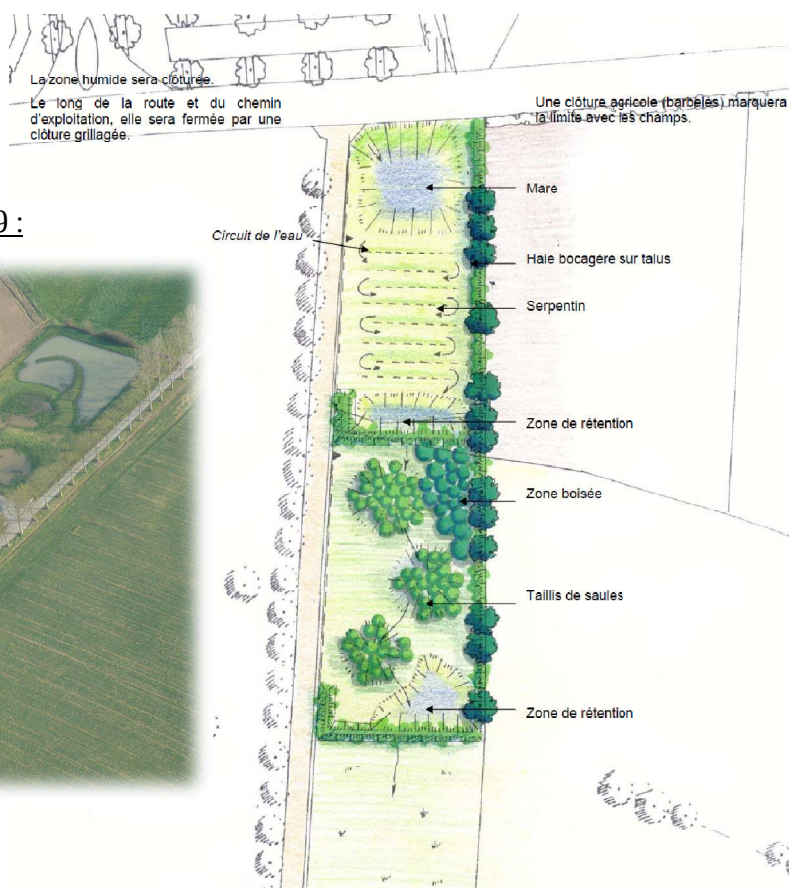 La zone humide sera clôturée.
Le long de la route et du chemin
d'exploitation, elle sera fermée par une
clôture grillagée.
Une clôture agricole (barbelés) marquera
la limite avec les champs.
9 :
Mare
Circuit de l'eau
Haie bocagère sur talus
Serpentin
Zone de rétention
Zone boisée
Taillis de saules
Zone de rétention